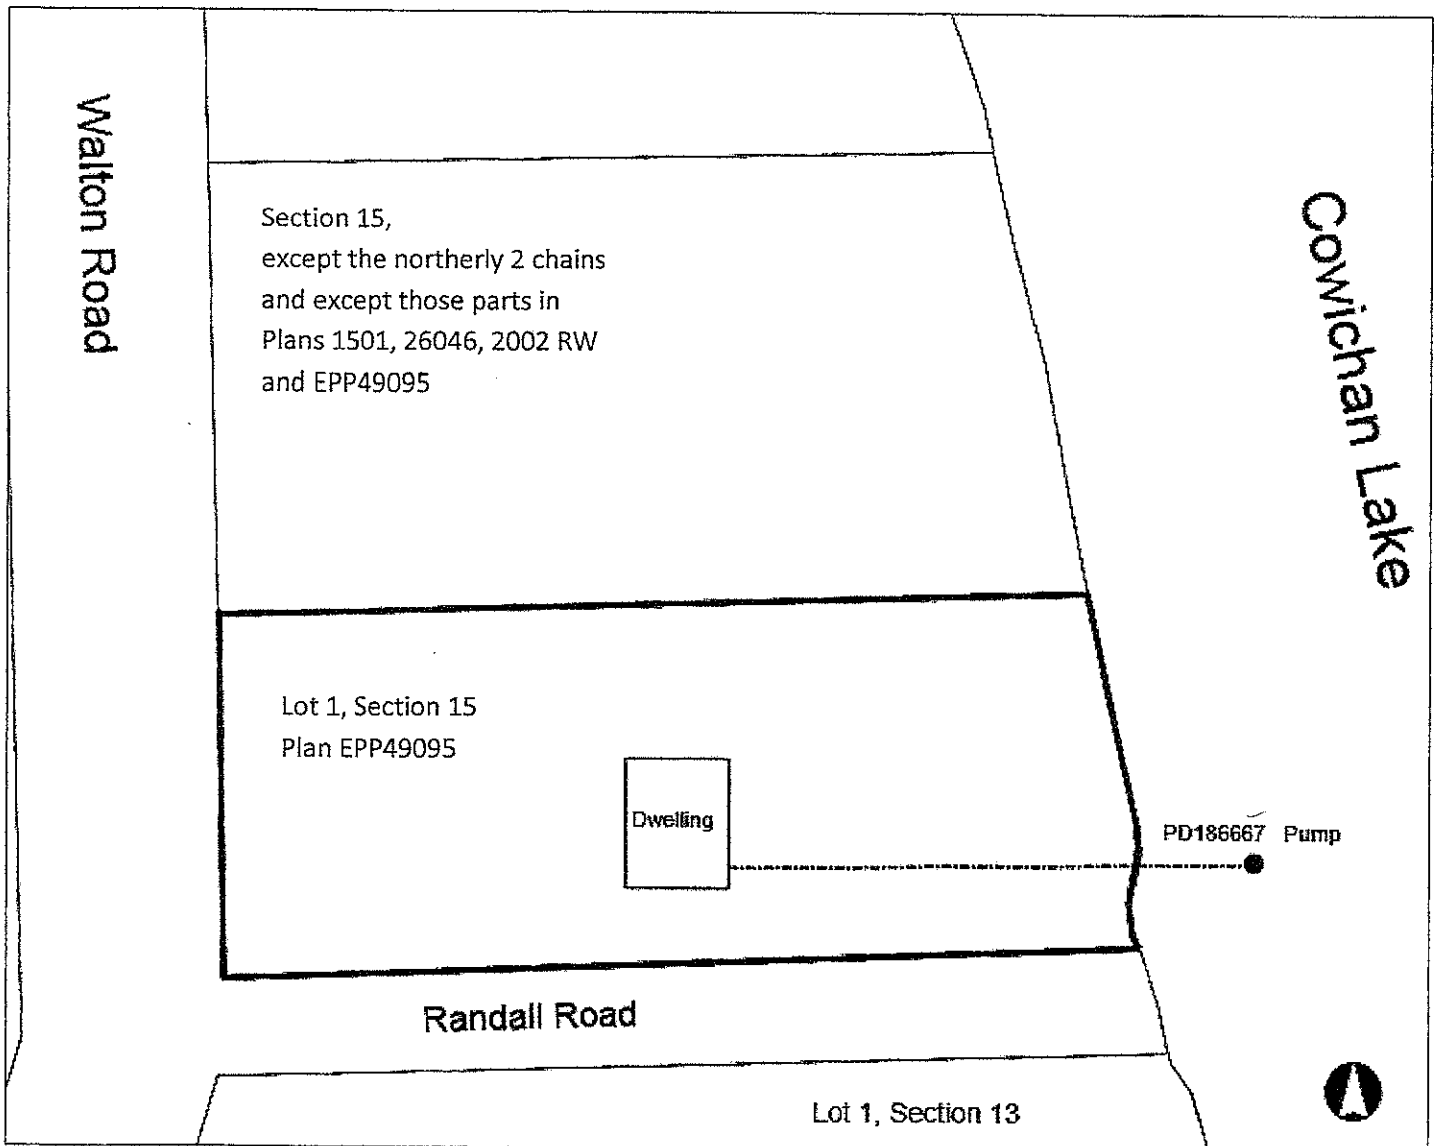 Walton Road
Cowichan Lake
Section 15,
except the northerly 2 chains
and except those parts in
Plans 1501, 26046, 2002 RW
and EPP49095
Lot 1, Section 15
Plan EPP49095
Dwelling
PD186667 Pump
Randall Road
Lot 1, Section 13